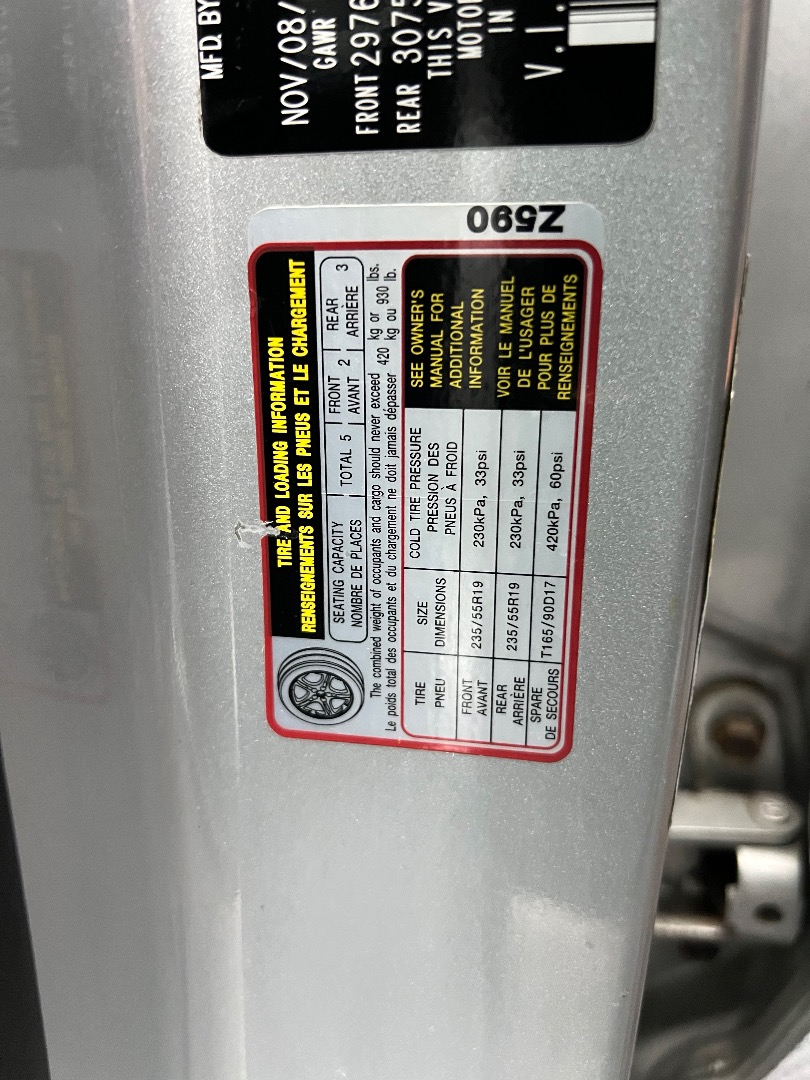 MFD. BY
NOV/08/
GAWR
FRONT 2976
REAR 3075
THIS V
MOTO
IN
V.I.
Z590
TIRE AND LOADING INFORMATION
RENSEIGNEMENTS SUR LES PNEUS ET LE CHARGEMENT
SEATING CAPACITY TOTAL 5 FRONT 2 REAR 3
NOMBRE DE PLACES AVANT ARRIÈRE
The combined weight of occupants and cargo should never exceed 420 kg or 930 lbs.
Le poids total des occupants et du chargement ne doit jamais dépasser 420 kg ou 930 lb.
TIRE SIZE COLD TIRE PRESSURE
PNEU DIMENSIONS PRESSION DES
PNEUS À FROID
FRONT
AVANT 235/55R19 230kPa, 33psi
REAR
ARRIÈRE 235/55R19 230kPa, 33psi
SPARE
DE SECOURS T165/90D17 420kPa, 60psi
SEE OWNER'S
MANUAL FOR
ADDITIONAL
INFORMATION
VOIR LE MANUEL
DE L'USAGER
POUR PLUS DE
RENSEIGNEMENTS